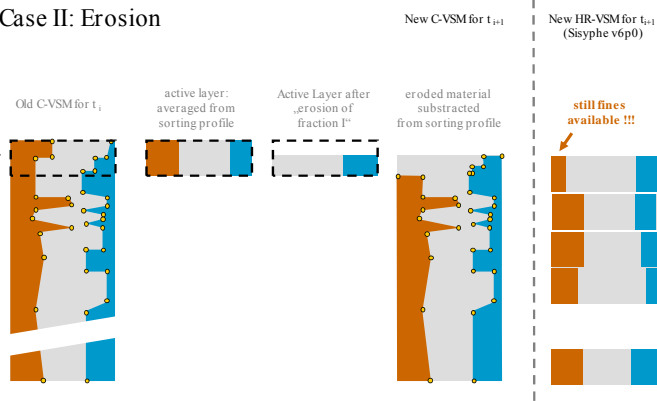 Case II: Erosion
New C-VSM for t i+1
New HR-VSM for t i+1
(Sisyphe v6p0)
Old C-VSM for t i
active layer:
averaged from
sorting profile
Active Layer after
„erosion of
fraction I“
eroded material
substracted
from sorting profile
still fines
available !!!